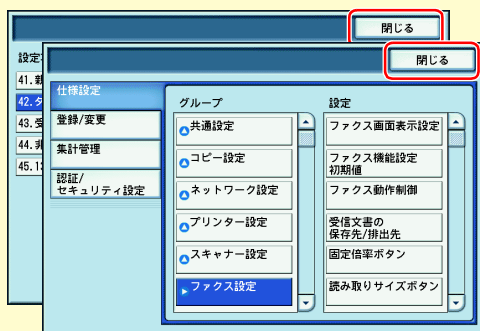 閉じる
設定
41.
42.
43.受
44.非
45.13
閉じる
仕様設定
登録/変更
集計管理
認証/
セキュリティ設定
グループ
共通設定
コピー設定
ネットワーク設定
プリンター設定
スキャナー設定
ファクス設定
設定
ファクス画面表示設定
ファクス機能設定
初期値
ファクス動作制御
受信文書の
保存先/排出先
固定倍率ボタン
読み取りサイズボタン